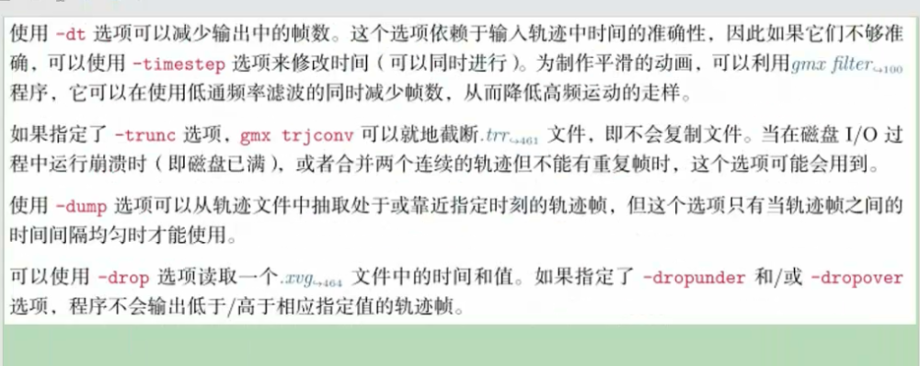 使用 -dt 选项可以减少输出中的帧数。这个选项依赖于输入轨迹中时间的准确性，因此如果它们不够准
确，可以使用 -timestep 选项来修改时间（可以同时进行）。为制作平滑的动画，可以利用gmx filter→100
程序，它可以在使用低通频率滤波的同时减少帧数，从而降低高频运动的走样。
如果指定了 -trunc 选项，gmx trjconv 可以就地截断.trr→461 文件，即不会复制文件。当在磁盘 I/O 过
程中运行崩溃时（即磁盘已满），或者合并两个连续的轨迹但不能有重复帧时，这个选项可能会用到。
使用 -dump 选项可以从轨迹文件中抽取处于或靠近指定时刻的轨迹帧，但这个选项只有当轨迹帧之间的
时间间隔均匀时才能使用。
可以使用 -drop 选项读取一个.xvg→464 文件中的时间和值。如果指定了 -dropunder 和/或 -dropover
选项，程序不会输出低于/高于相应指定值的轨迹帧。